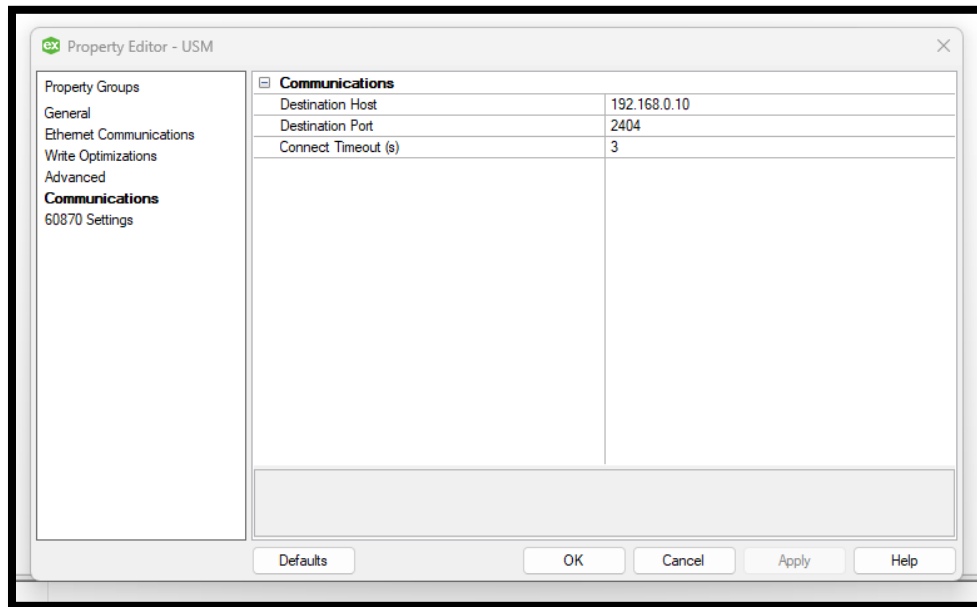 ex Property Editor - USM
Property Groups
General
Ethernet Communications
Write Optimizations
Advanced
Communications
60870 Settings
Communications
Destination Host 192.168.0.10
Destination Port 2404
Connect Timeout (s) 3
Defaults OK Cancel Apply Help